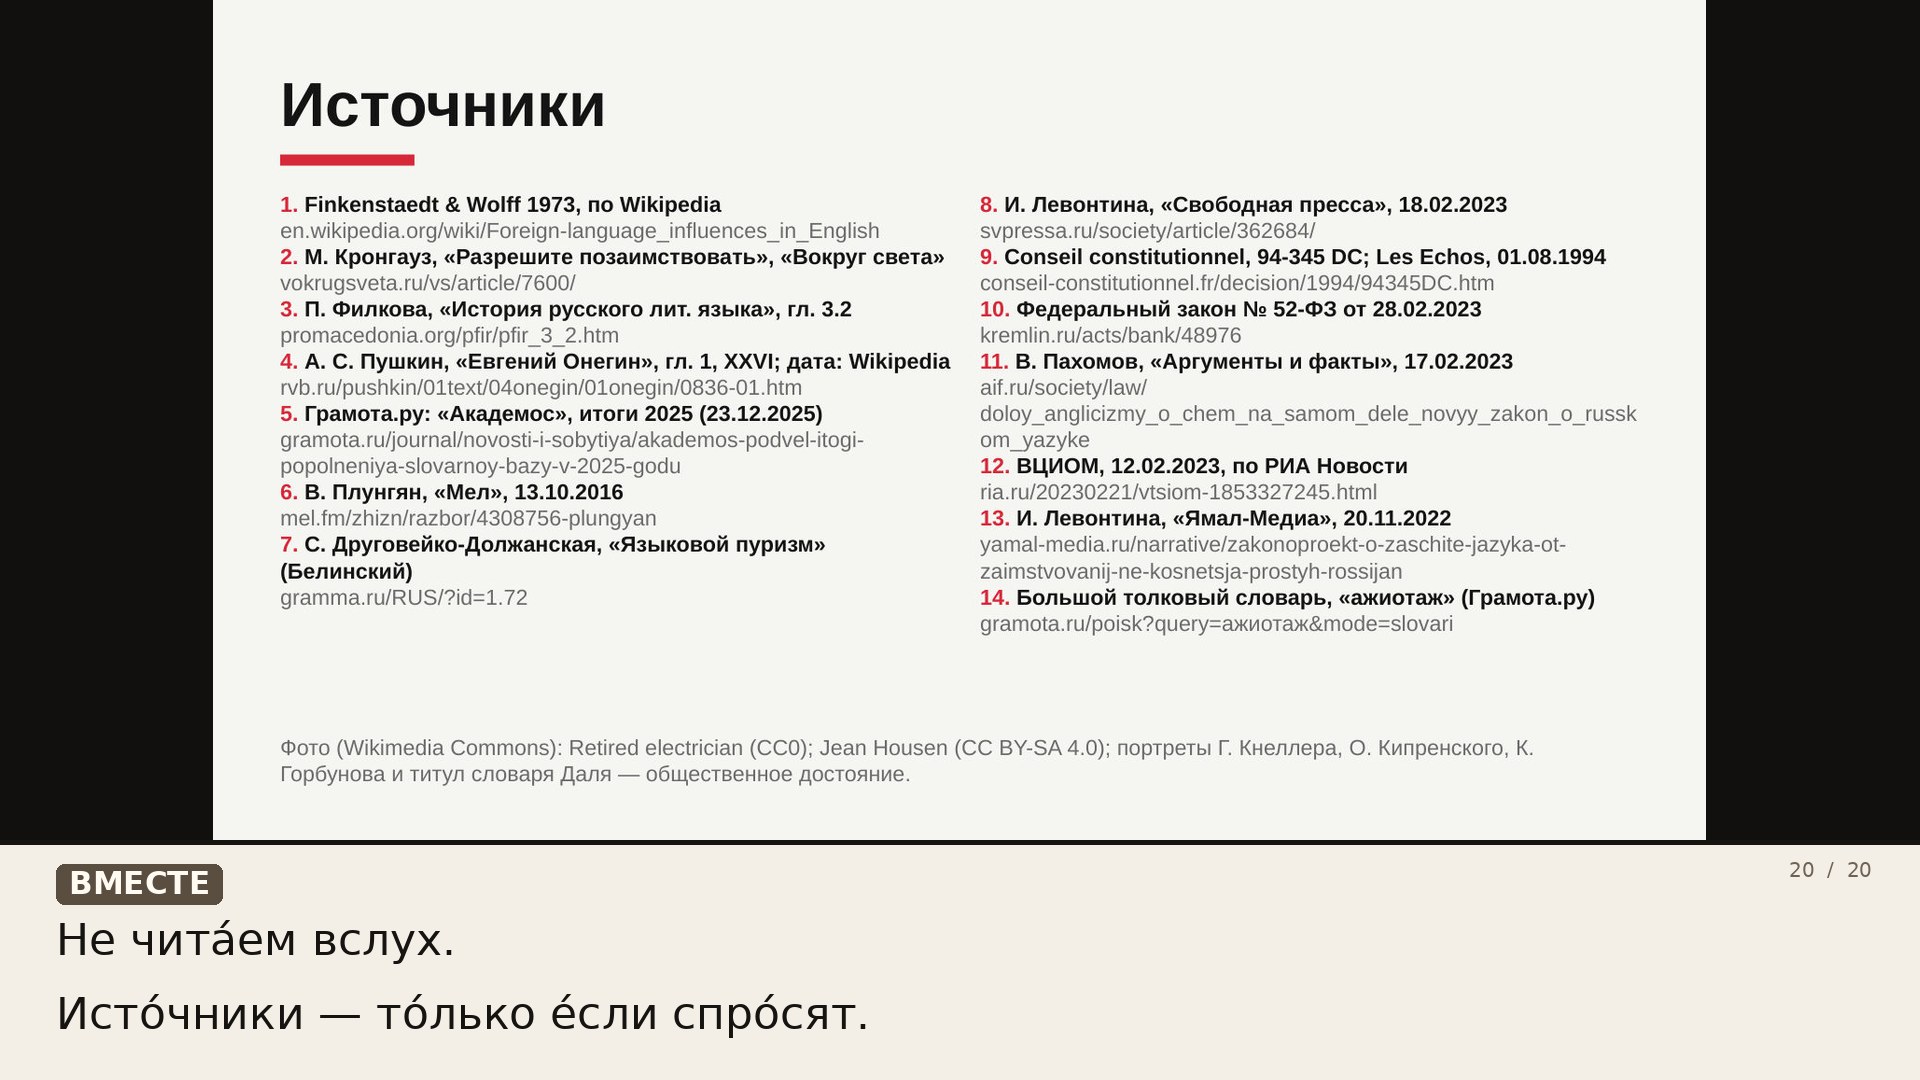 Источники
1. Finkenstaedt & Wolff 1973, по Wikipedia
en.wikipedia.org/wiki/Foreign-language_influences_in_English
2. М. Кронгауз, «Разрешите позаимствовать», «Вокруг света»
vokrugsveta.ru/vs/article/7600/
3. П. Филкова, «История русского лит. языка», гл. 3.2
promacedonia.org/pfir/pfir_3_2.htm
4. А. С. Пушкин, «Евгений Онегин», гл. 1, XXVI; дата: Wikipedia
rvb.ru/pushkin/01text/04onegin/01onegin/0836-01.htm
5. Грамота.ру: «Академос», итоги 2025 (23.12.2025)
gramota.ru/journal/novosti-i-sobytiya/akademos-podvel-itogi-
popolneniya-slovarnoy-bazy-v-2025-godu
6. В. Плунгян, «Мел», 13.10.2016
mel.fm/zhizn/razbor/4308756-plungyan
7. С. Друговейко-Должанская, «Языковой пуризм»
(Белинский)
gramma.ru/RUS/?id=1.72
8. И. Левонтина, «Свободная пресса», 18.02.2023
svpressa.ru/society/article/362684/
9. Conseil constitutionnel, 94-345 DC; Les Echos, 01.08.1994
conseil-constitutionnel.fr/decision/1994/94345DC.htm
10. Федеральный закон № 52-ФЗ от 28.02.2023
kremlin.ru/acts/bank/48976
11. В. Пахомов, «Аргументы и факты», 17.02.2023
aif.ru/society/law/
doloy_anglicizmy_o_chem_na_samom_dele_novyy_zakon_o_russk
om_yazyke
12. ВЦИОМ, 12.02.2023, по РИА Новости
ria.ru/20230221/vtsiom-1853327245.html
13. И. Левонтина, «Ямал-Медиа», 20.11.2022
yamal-media.ru/narrative/zakonoproekt-o-zaschite-jazyka-ot-
zaimstvovanij-ne-kosnetsja-prostyh-rossijan
14. Большой толковый словарь, «ажиотаж» (Грамота.ру)
gramota.ru/poisk?query=ажиотаж&mode=slovari
Фото (Wikimedia Commons): Retired electrician (CC0); Jean Housen (CC BY-SA 4.0); портреты Г. Кнеллера, О. Кипренского, К.
Горбунова и титул словаря Даля — общественное достояние.
ВМЕСТЕ
20 / 20
Не чита́ем вслух.
Исто́чники — то́лько е́сли спро́сят.